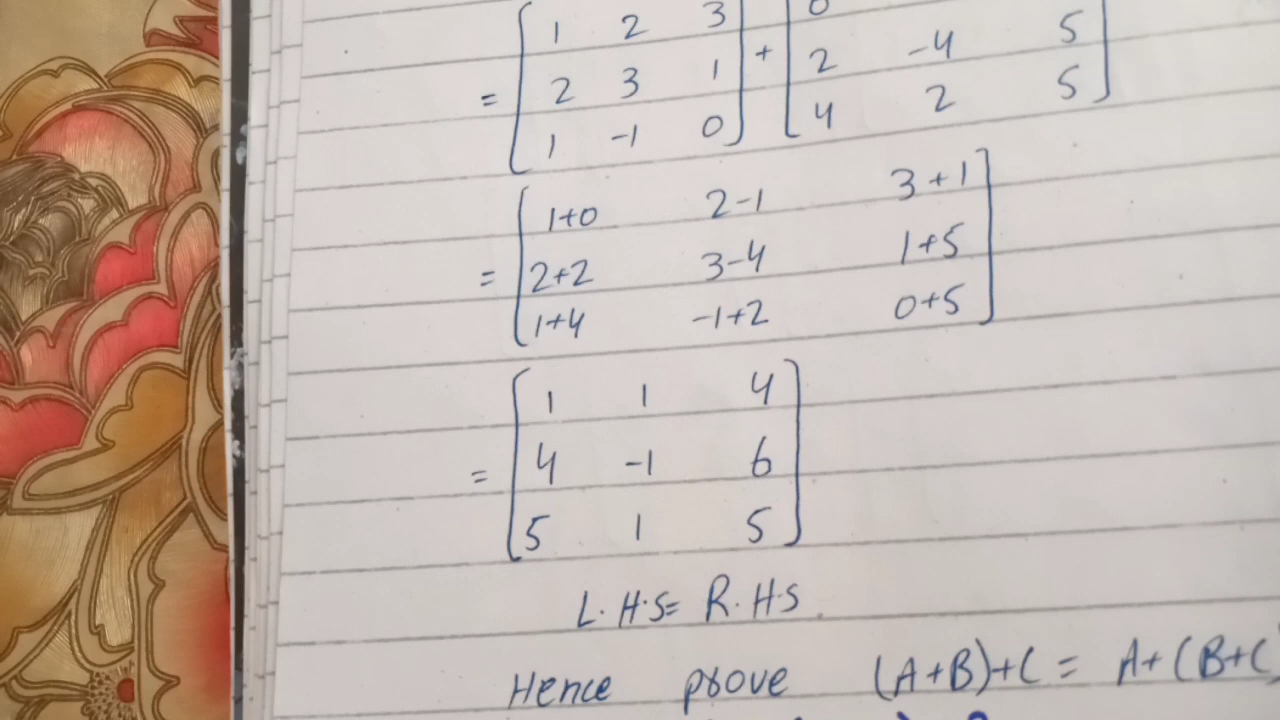 1 2 3 0
= 2 3 1 + 2 -4 5
1 -1 0 4 2 5
1+0 2-1 3+1
= 2+2 3-4 1+5
1+4 -1+2 0+5
1 1 4
= 4 -1 6
5 1 5
L.H.S= R.H.S.
Hence prove (A+B)+C = A+(B+C)